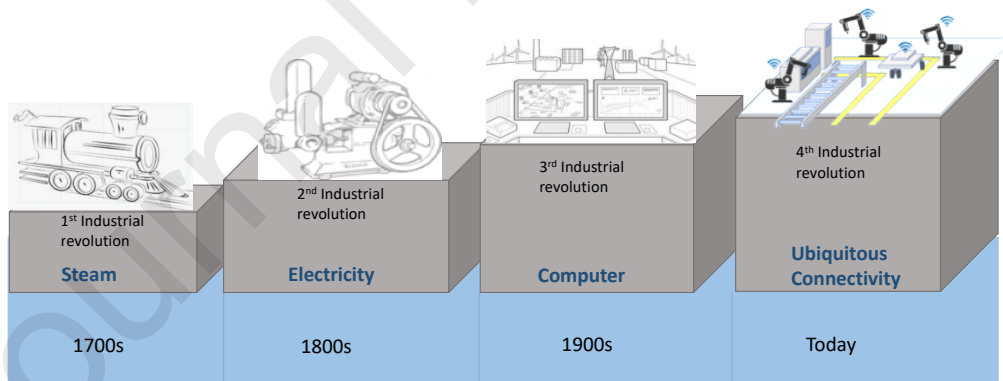 1st Industrial
revolution
Steam
1700s
2nd Industrial
revolution
Electricity
1800s
3rd Industrial
revolution
Computer
1900s
4th Industrial
revolution
Ubiquitous
Connectivity
Today